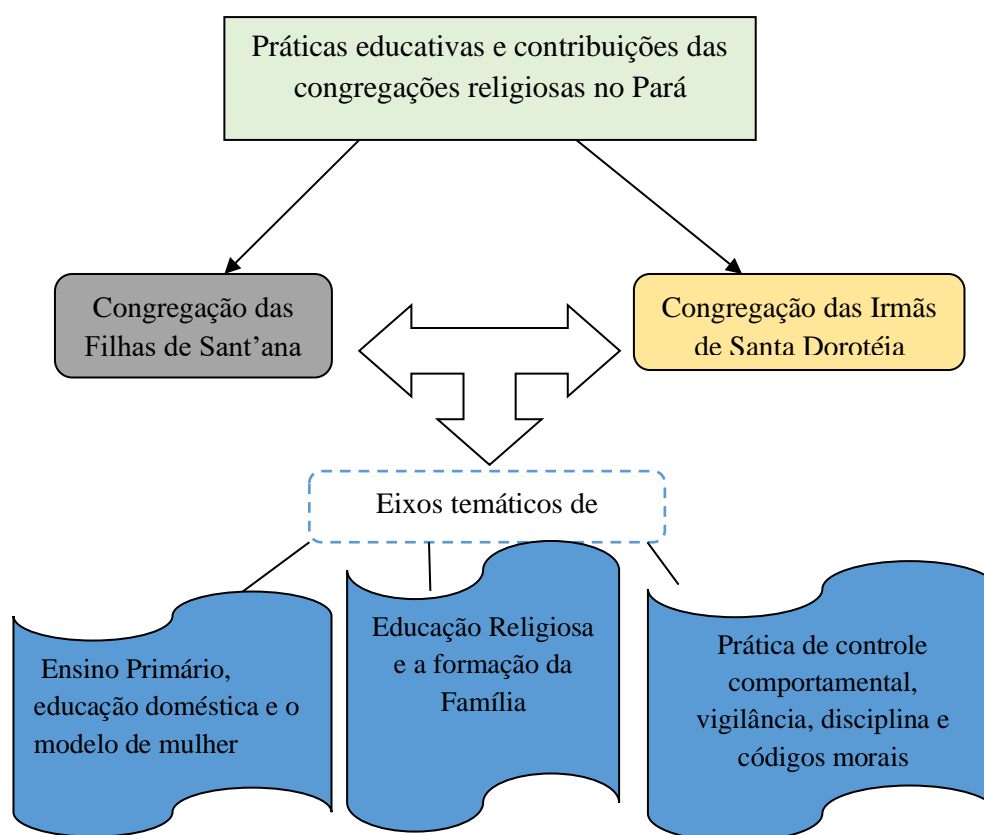 Práticas educativas e contribuições das
congregações religiosas no Pará
Congregação das
Filhas de Sant’ana
Congregação das Irmãs
de Santa Dorotéia
Eixos temáticos de
Ensino Primário,
educação doméstica e o
modelo de mulher
Educação Religiosa
e a formação da
Família
Prática de controle
comportamental,
vigilância, disciplina e
códigos morais